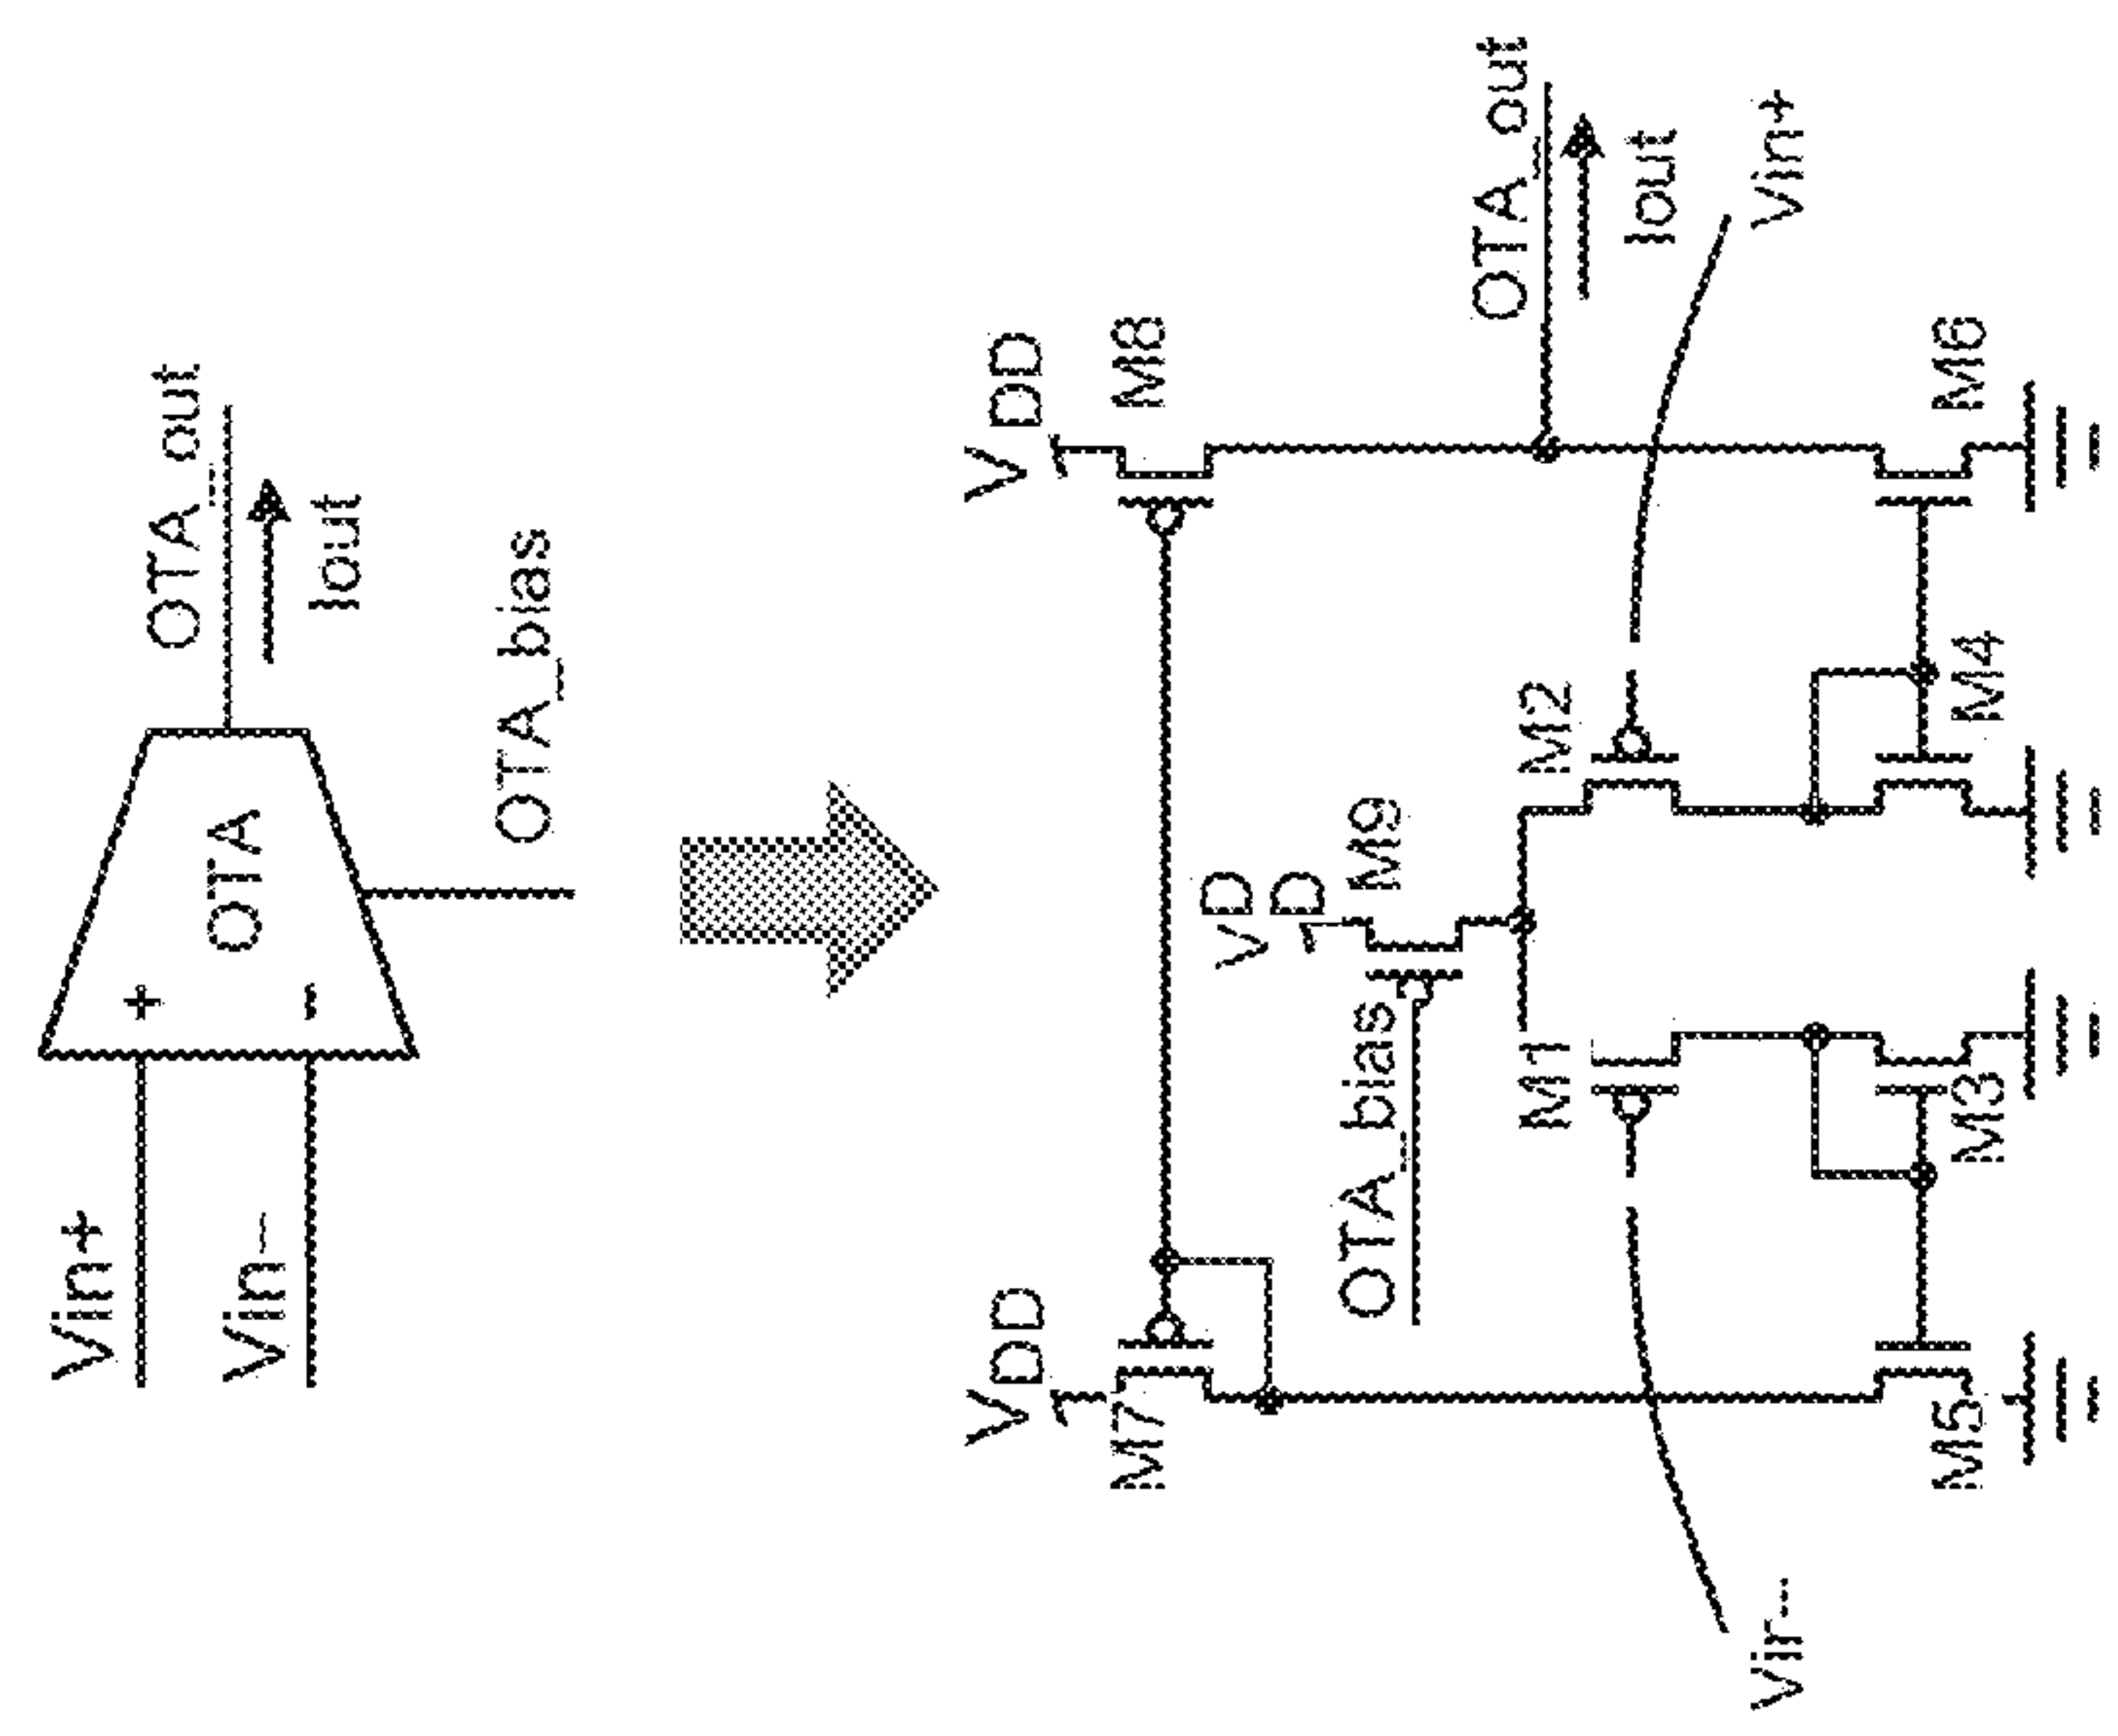 Vin+
+
OTA_out
Vin−
OTA
-
Iout
OTA_bias
VDD
VDD
M7
M8
VDD
OTA_bias
M9
OTA_out
M1
M2
Iout
Vir--
Vin+
M5
M3
M4
M6